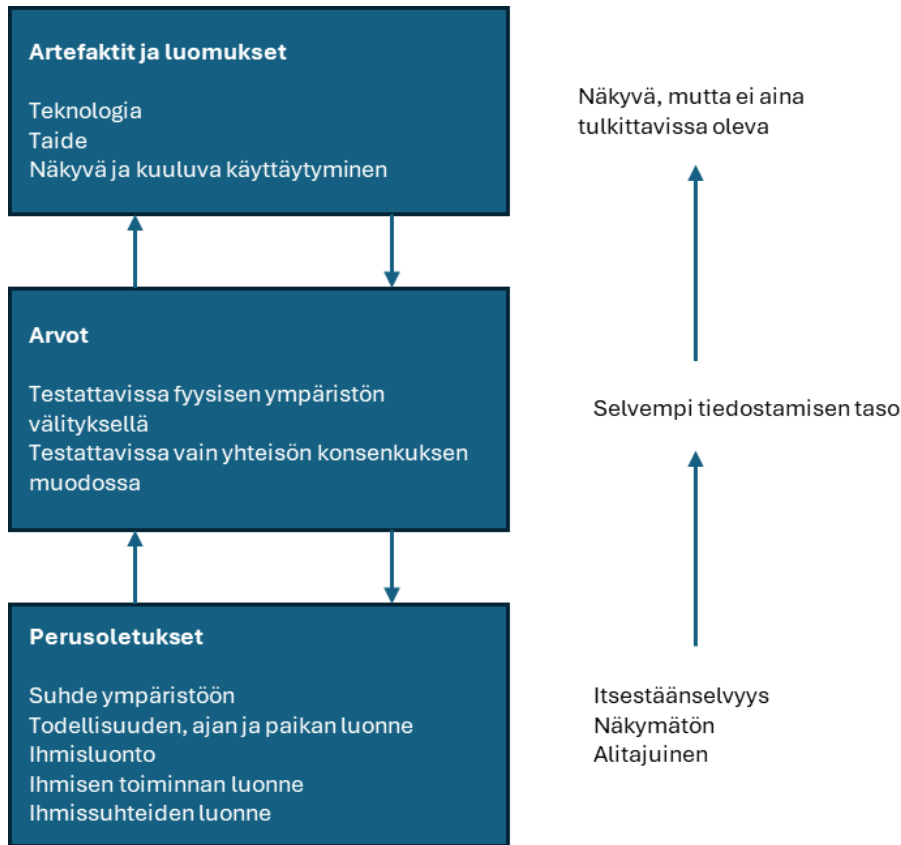 Artefaktit ja luomukset
Teknologia
Taide
Näkyvä ja kuuluva käyttäytyminen
Näkyvä, mutta ei aina
tulkittavissa oleva
Arvot
Testattavissa fyysisen ympäristön
välityksellä
Testattavissa vain yhteisön konsenkuksen
muodossa
Selvempi tiedostamisen taso
Perusoletukset
Suhde ympäristöön
Todellisuuden, ajan ja paikan luonne
Ihmisluonto
Ihmisen toiminnan luonne
Ihmissuhteiden luonne
Itsestäänselvyys
Näkymätön
Alitajuinen